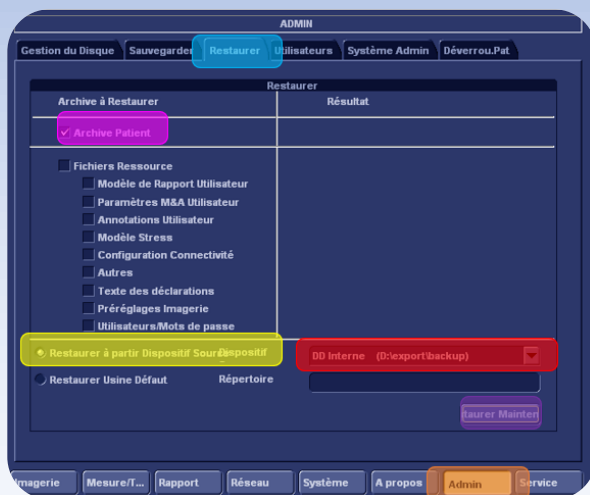 ADMIN
Gestion du Disque Sauvegarder Restaurer Utilisateurs Système Admin Déverrou.Pat
Restaurer
Archive à Restaurer Résultat
Archive Patient
Fichiers Ressource
Modèle de Rapport Utilisateur
Paramètres M&A Utilisateur
Annotations Utilisateur
Modèle Stress
Configuration Connectivité
Autres
Texte des déclarations
Préréglages Imagerie
Utilisateurs/Mots de passe
Restaurer à partir Dispositif Source Dispositif DD Interne (D:\export\backup)
Restaurer Usine Défaut Répertoire
taurer Mainten
Imagerie Mesure/T... Rapport Réseau Système A propos Admin Service